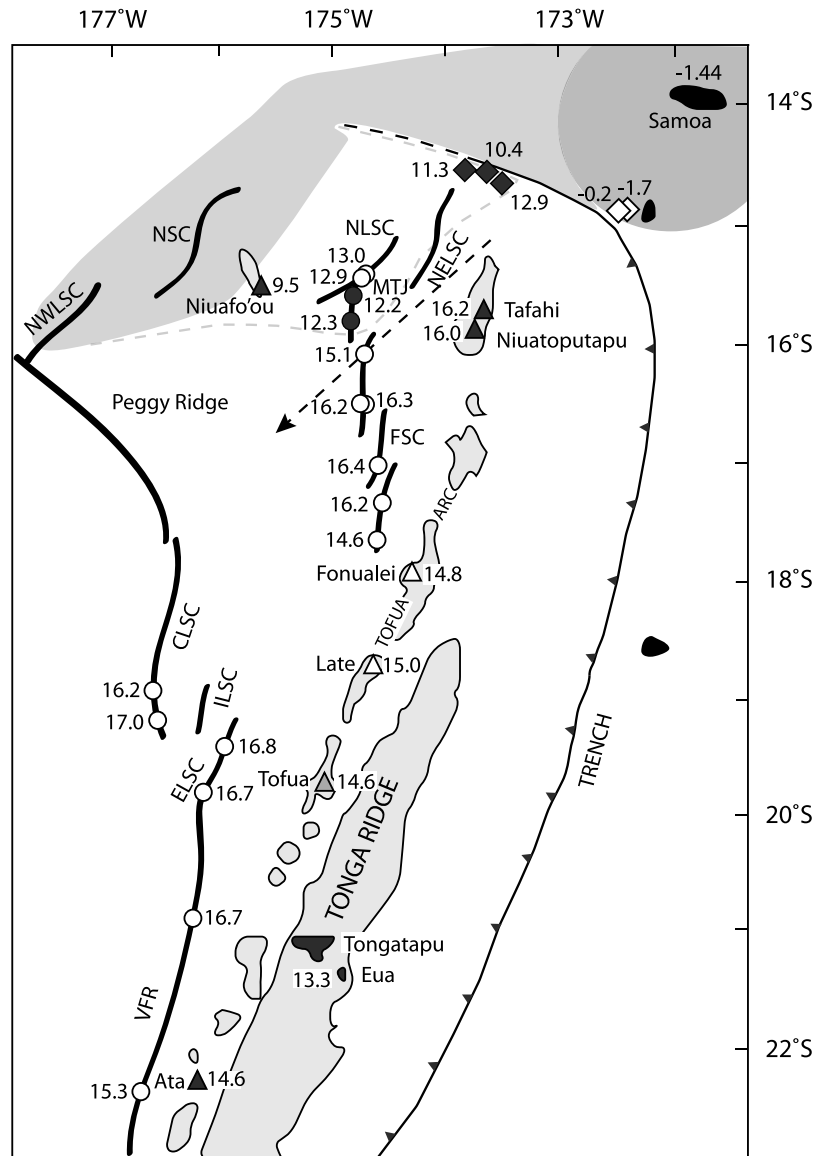 177°W 175°W 173°W
-1.44
14°S
Samoa
10.4
11.3
12.9
-0.2 -1.7
NSC
NLSC
NELSC
13.0
12.9
MTJ
9.5
12.2
Niuafo'ou
NWLSC
12.3
16.2 Tafahi
16.0 Niuatoputapu
16°S
15.1
Peggy Ridge
16.2 16.3
FSC
16.4
16.2
ARC
14.6
Fonualei 14.8
18°S
TOFUA
CLSC
Late 15.0
16.2
ILSC
17.0
16.8
TRENCH
ELSC
Tofua 14.6
16.7
20°S
TONGA RIDGE
16.7
Tongatapu
13.3 Eua
VFR
22°S
Ata 14.6
15.3